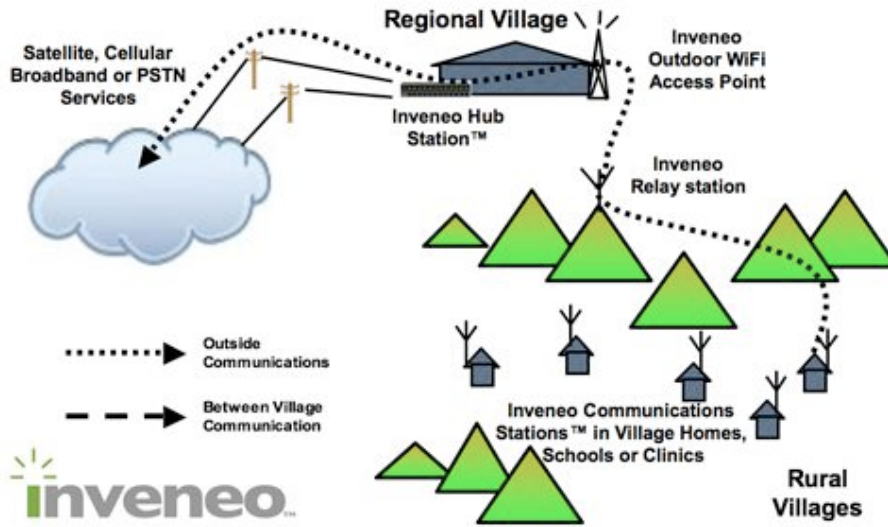 Regional Village
Satellite, Cellular
Broadband or PSTN
Services
Inveneo
Outdoor WiFi
Access Point
Inveneo Hub
Station™
Inveneo
Relay station
Outside
Communications
Between Village
Communication
Inveneo Communications
Stations™ in Village Homes,
Schools or Clinics
Rural
Villages
inveneo™